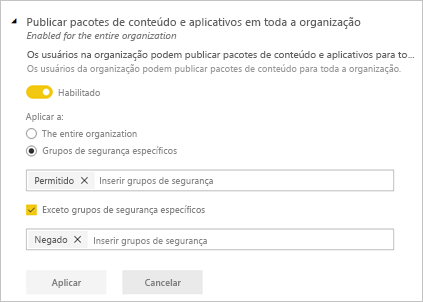 Publicar pacotes de conteúdo e aplicativos em toda a organização
Enabled for the entire organization
Os usuários na organização podem publicar pacotes de conteúdo e aplicativos para to...
Os usuários da organização podem publicar pacotes de conteúdo para toda a organização.
Habilitado
Aplicar a:
The entire organization
Grupos de segurança específicos
Permitido Inserir grupos de segurança
Exceto grupos de segurança específicos
Negado Inserir grupos de segurança
Aplicar Cancelar